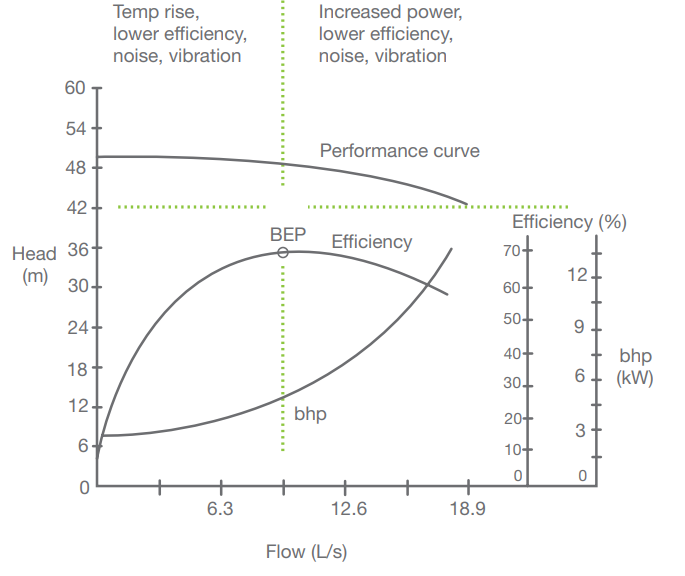 Temp rise,
lower efficiency,
noise, vibration
Increased power,
lower efficiency,
noise, vibration
60
54
48
42
36
30
24
18
12
6
0
Head
(m)
Performance curve
BEP
Efficiency
bhp
Efficiency (%)
70
60
50
40
30
20
10
0
12
9
6
3
0
bhp
(kW)
6.3
12.6
18.9
Flow (L/s)